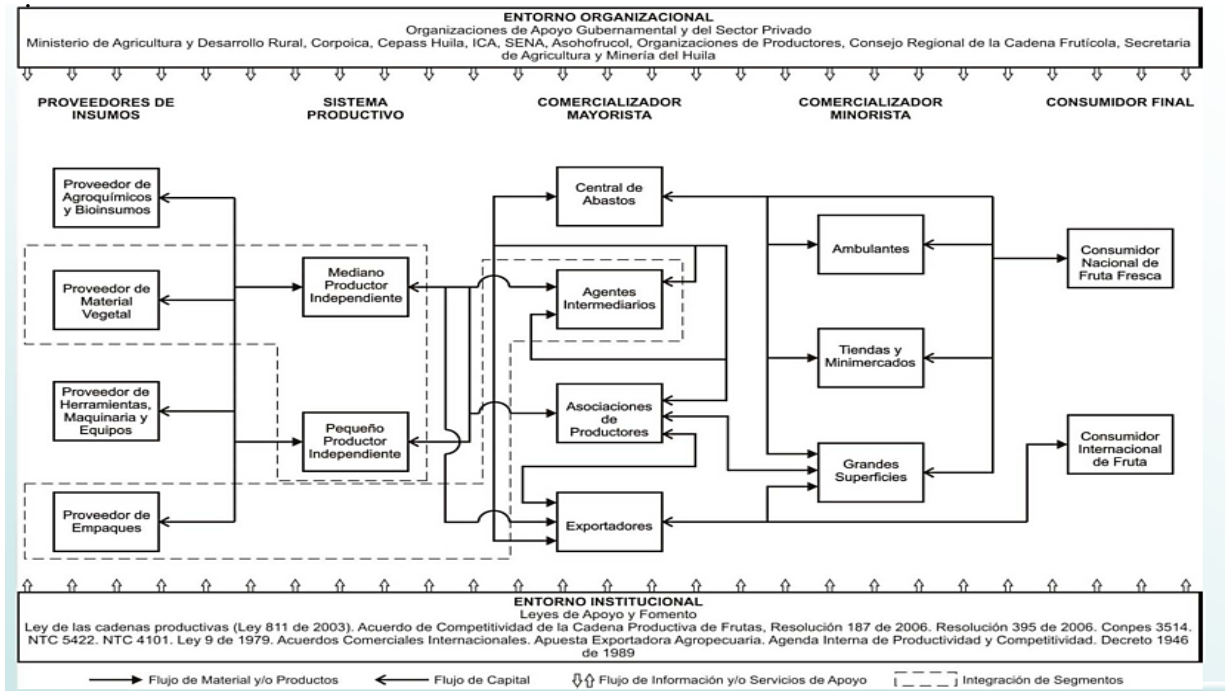 ENTORNO ORGANIZACIONAL
Organizaciones de Apoyo Gubernamental y del Sector Privado
Ministerio de Agricultura y Desarrollo Rural, Corpoica, Cepass Huila, ICA, SENA, Asohofrucol, Organizaciones de Productores, Consejo Regional de la Cadena Frutícola, Secretaria
de Agricultura y Minería del Huila
PROVEEDORES DE
INSUMOS
SISTEMA
PRODUCTIVO
COMERCIALIZADOR
MAYORISTA
COMERCIALIZADOR
MINORISTA
CONSUMIDOR FINAL
Proveedor de
Agroquímicos
y Bioinsumos
Proveedor de
Material
Vegetal
Proveedor de
Herramientas,
Maquinaria y
Equipos
Proveedor de
Empaques
Mediano
Productor
Independiente
Pequeño
Productor
Independiente
Central de
Abastos
Agentes
Intermediarios
Asociaciones
de
Productores
Exportadores
Ambulantes
Tiendas y
Minimercados
Grandes
Superficies
Consumidor
Nacional de
Fruta Fresca
Consumidor
Internacional
de Fruta
ENTORNO INSTITUCIONAL
Leyes de Apoyo y Fomento
Ley de las cadenas productivas (Ley 811 de 2003). Acuerdo de Competitividad de la Cadena Productiva de Frutas, Resolución 187 de 2006. Resolución 395 de 2006. Conpes 3514.
NTC 5422. NTC 4101. Ley 9 de 1979. Acuerdos Comerciales Internacionales. Apuesta Exportadora Agropecuaria. Agenda Interna de Productividad y Competitividad. Decreto 1946
de 1989
Flujo de Material y/o Productos
Flujo de Capital
Flujo de Información y/o Servicios de Apoyo
Integración de Segmentos